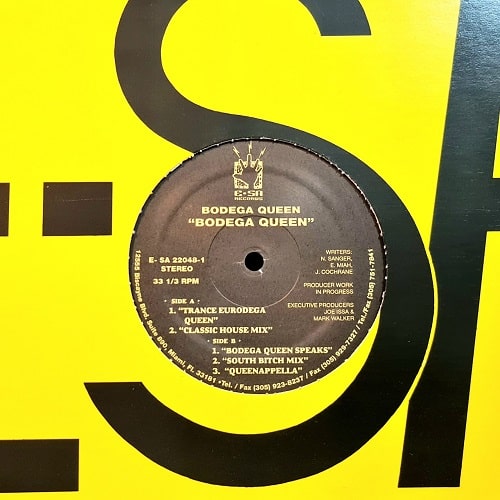 E-SA
E-SA
RECORDS
BODEGA QUEEN
"BODEGA QUEEN"
E- SA 22048-1
STEREO
33 1/3 RPM
WRITERS:
N. SANGER,
E. MIAH,
J. COCHRANE
PRODUCER WORK
IN PROGRESS
EXECUTIVE PRODUCERS
JOE ISSA &
MARK WALKER
SIDE A
1. "TRANCE EURODEGA
QUEEN"
2. "CLASSIC HOUSE MIX"
SIDE B
1. "BODEGA QUEEN SPEAKS"
2. "SOUTH BITCH MIX"
3. "QUEENAPPELLA"
12555 Biscayne Blvd. Suite 890, Miami, FL. 33181 • Tel. / Fax (305) 923-8237 / Fax (305) 929-7327 / Tel./Fax (305) 751-7841